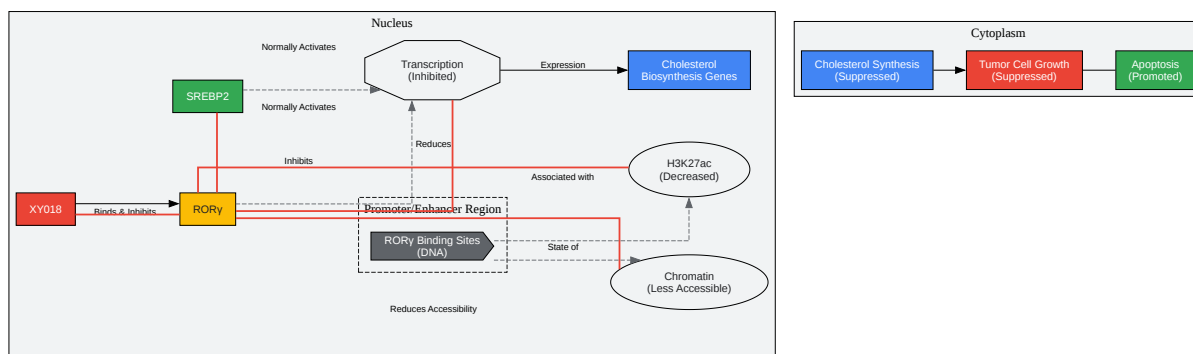 Nucleus
Normally Activates
Transcription
(Inhibited)
Expression
Cholesterol
Biosynthesis Genes
SREBP2
Normally Activates
Reduces
Inhibits
H3K27ac
(Decreased)
Associated with
XY018
Binds & Inhibits
RORγ
Promoter/Enhancer Region
RORγ Binding Sites
(DNA)
State of
Chromatin
(Less Accessible)
Reduces Accessibility
Cytoplasm
Cholesterol Synthesis
(Suppressed)
Tumor Cell Growth
(Suppressed)
Apoptosis
(Promoted)